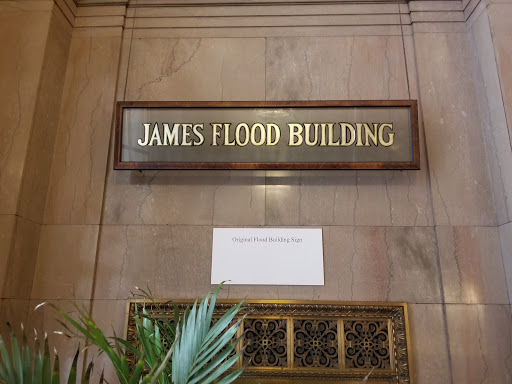 JAMES FLOOD BUILDING
Original Flood Building Sign